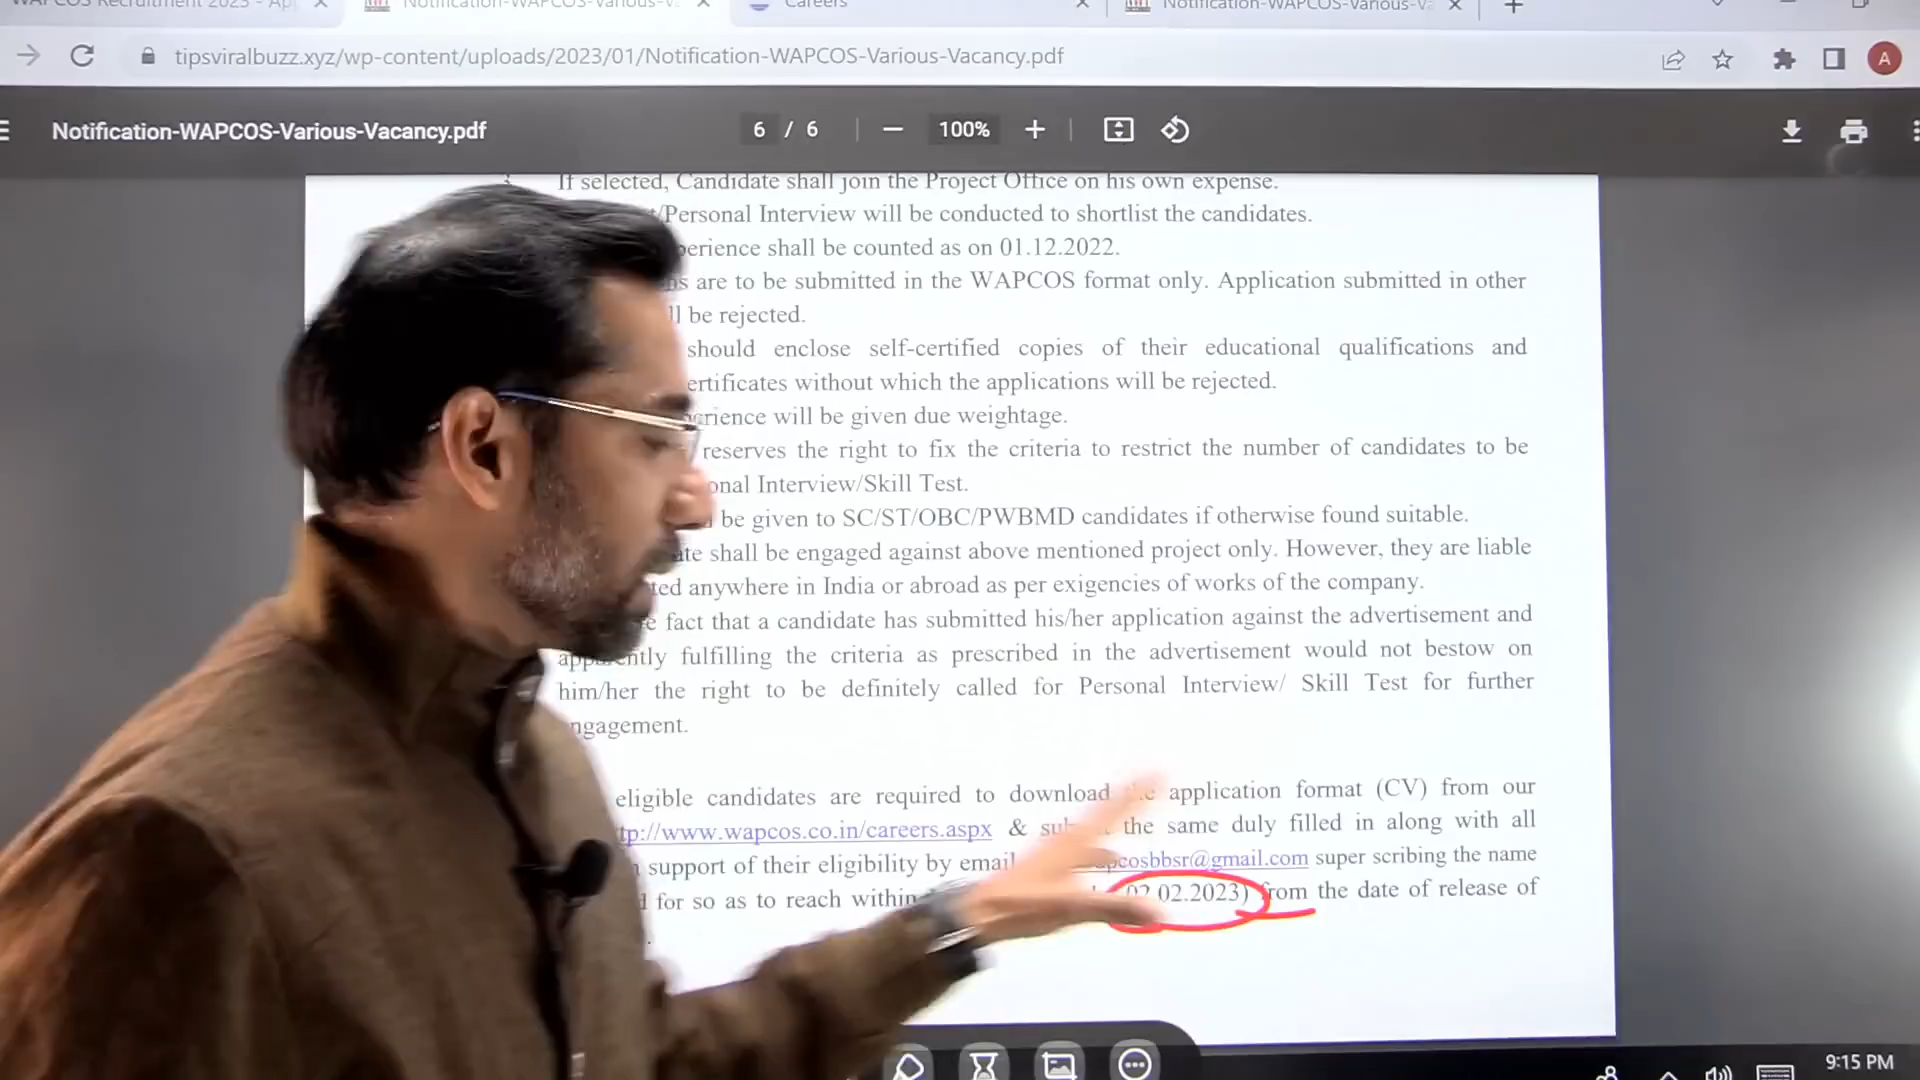 Careers
tipsviralbuzz.xyz/wp-content/uploads/2023/01/Notification-WAPCOS-Various-Vacancy.pdf
A
Notification-WAPCOS-Various-Vacancy.pdf
6 / 6
100%
If selected, Candidate shall join the Project Office on his own expense.
/Personal Interview will be conducted to shortlist the candidates.
shall be counted as on 01.12.2022.
are to be submitted in the WAPCOS format only. Application submitted in other
be rejected.
should enclose self-certified copies of their educational qualifications and
without which the applications will be rejected.
will be given due weightage.
reserves the right to fix the criteria to restrict the number of candidates to be
Interview/Skill Test.
be given to SC/ST/OBC/PWBMD candidates if otherwise found suitable.
shall be engaged against above mentioned project only. However, they are liable
anywhere in India or abroad as per exigencies of works of the company.
fact that a candidate has submitted his/her application against the advertisement and
fulfilling the criteria as prescribed in the advertisement would not bestow on
him/her the right to be definitely called for Personal Interview/ Skill Test for further
ngagement.
eligible candidates are required to download application format (CV) from our
tp://www.wapcos.co.in/careers.aspx & the same duly filled in along with all
support of their eligibility by email pcosbbsr@gmail.com super scribing the name
for so as to reach within 02.02.2023) from the date of release of
9:15 PM